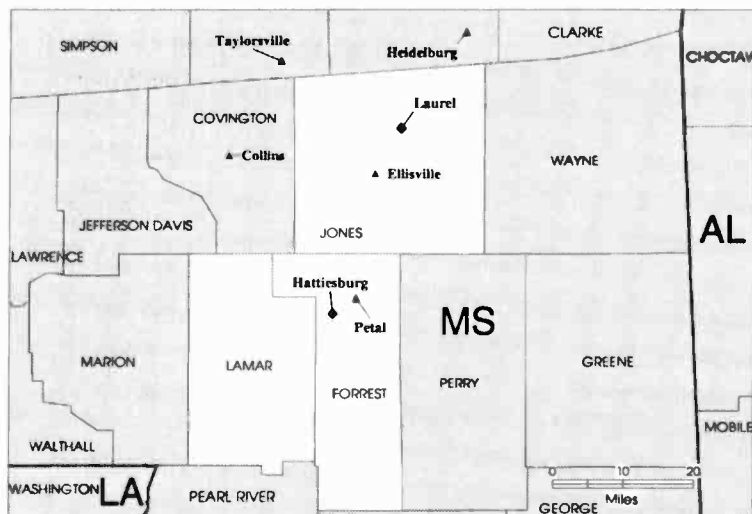 SIMPSON
Taylorsville
Heidelburg
CLARKE
CHOCTAW
COVINGTON
Laurel
Collins
Ellisville
WAYNE
JEFFERSON DAVIS
JONES
AL
LAWRENCE
Hattiesburg
Petal
MS
MARION
LAMAR
FORREST
PERRY
GREENE
MOBILE
WALTHALL
WASHINGTON
LA
PEARL RIVER
0 10 20
Miles
GEORGE